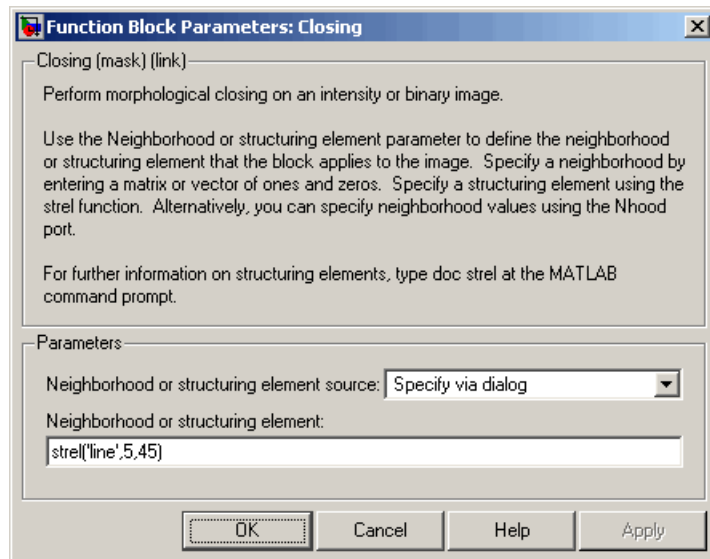 Function Block Parameters: Closing
Closing (mask) (link)
Perform morphological closing on an intensity or binary image.
Use the Neighborhood or structuring element parameter to define the neighborhood
or structuring element that the block applies to the image.  Specify a neighborhood by
entering a matrix or vector of ones and zeros.  Specify a structuring element using the
strel function.  Alternatively, you can specify neighborhood values using the Nhood
port.
For further information on structuring elements, type doc strel at the MATLAB
command prompt.
Parameters
Neighborhood or structuring element source: Specify via dialog
Neighborhood or structuring element:
strel('line',5,45)
OK Cancel Help Apply